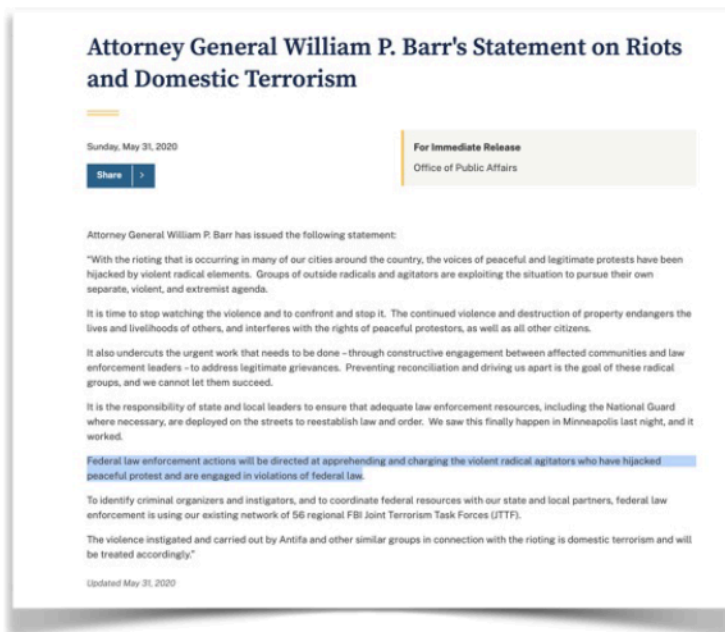 Attorney General William P. Barr's Statement on Riots
and Domestic Terrorism
Sunday, May 31, 2020
Share >
For Immediate Release
Office of Public Affairs
Attorney General William P. Barr has issued the following statement:
“With the rioting that is occurring in many of our cities around the country, the voices of peaceful and legitimate protests have been
hijacked by violent radical elements. Groups of outside radicals and agitators are exploiting the situation to pursue their own
separate, violent, and extremist agenda.
It is time to stop watching the violence and to confront and stop it. The continued violence and destruction of property endangers the
lives and livelihoods of others, and interferes with the rights of peaceful protestors, as well as all other citizens.
It also undercuts the urgent work that needs to be done – through constructive engagement between affected communities and law
enforcement leaders – to address legitimate grievances. Preventing reconciliation and driving us apart is the goal of these radical
groups, and we cannot let them succeed.
It is the responsibility of state and local leaders to ensure that adequate law enforcement resources, including the National Guard
where necessary, are deployed on the streets to reestablish law and order. We saw this finally happen in Minneapolis last night, and it
worked.
Federal law enforcement actions will be directed at apprehending and charging the violent radical agitators who have hijacked
peaceful protest and are engaged in violations of federal law.
To identify criminal organizers and instigators, and to coordinate federal resources with our state and local partners, federal law
enforcement is using our existing network of 56 regional FBI Joint Terrorism Task Forces (JTTF).
The violence instigated and carried out by Antifa and other similar groups in connection with the rioting is domestic terrorism and will
be treated accordingly.”
Updated May 31, 2020